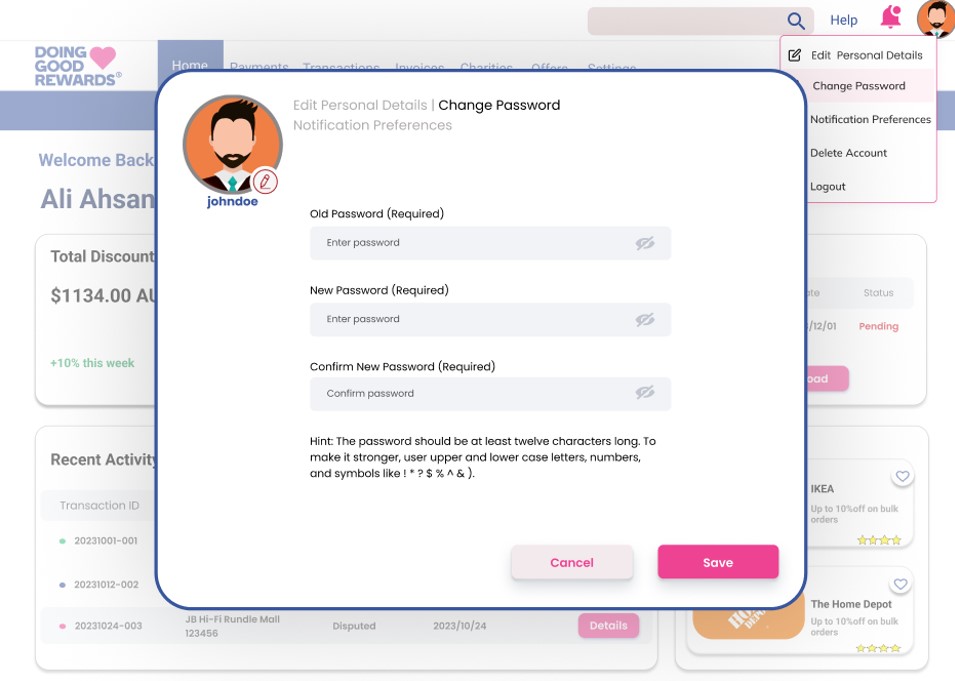 Help
DOING
GOOD
REWARDS®
Home Payments Transactions Invoices Charities Offers Settings
Edit Personal Details
Change Password
Notification Preferences
Delete Account
Logout
Welcome Back
Ali Ahsan
Edit Personal Details | Change Password
Notification Preferences
johndoe
Old Password (Required)
Enter password
New Password (Required)
Enter password
Confirm New Password (Required)
Confirm password
Hint: The password should be at least twelve characters long. To
make it stronger, user upper and lower case letters, numbers,
and symbols like ! * ? $ % ^ & ).
Cancel Save
Total Discount
$1134.00 AU
+10% this week
Status
/12/01 Pending
oad
Recent Activity
Transaction ID
20231001-001
20231012-002
20231024-003 JB Hi-Fi Rundle Mall
123456 Disputed 2023/10/24 Details
IKEA
Up to 10%off on bulk
orders
The Home Depot
Up to 10%off on bulk
orders